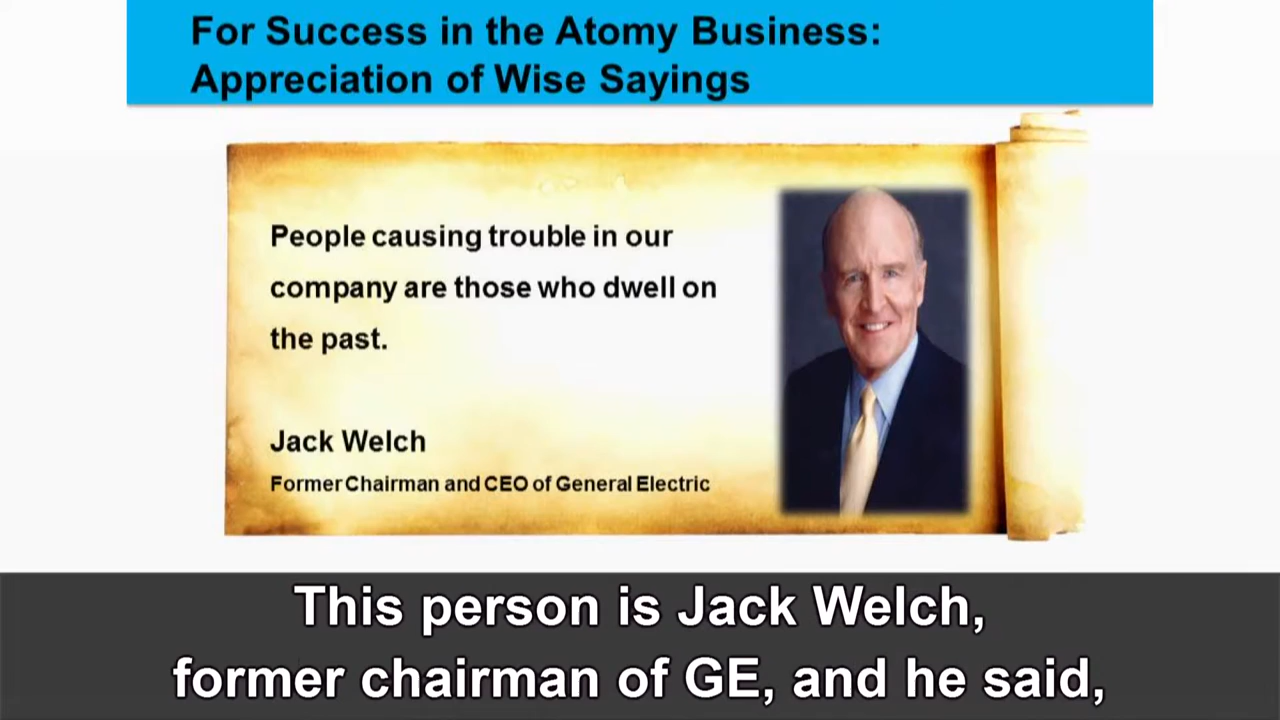 For Success in the Atomy Business:
Appreciation of Wise Sayings
People causing trouble in our
company are those who dwell on
the past.
Jack Welch
Former Chairman and CEO of General Electric
This person is Jack Welch,
former chairman of GE, and he said,